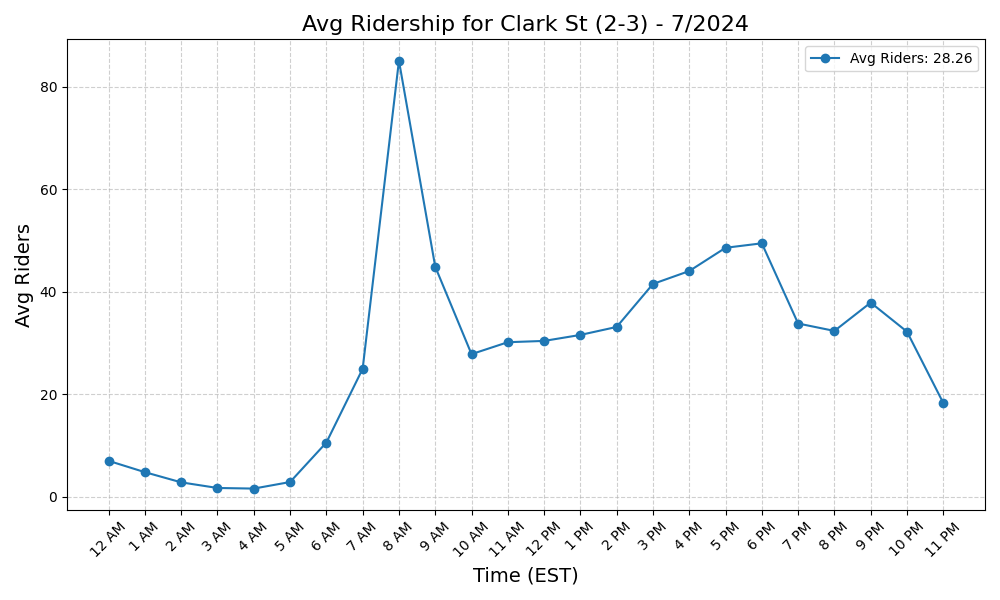 Avg Ridership for Clark St (2-3) - 7/2024
Avg Riders: 28.26
Avg Riders
80
60
40
20
0
12 AM
1 AM
2 AM
3 AM
4 AM
5 AM
6 AM
7 AM
8 AM
9 AM
10 AM
11 AM
12 PM
1 PM
2 PM
3 PM
4 PM
5 PM
6 PM
7 PM
8 PM
9 PM
10 PM
11 PM
Time (EST)